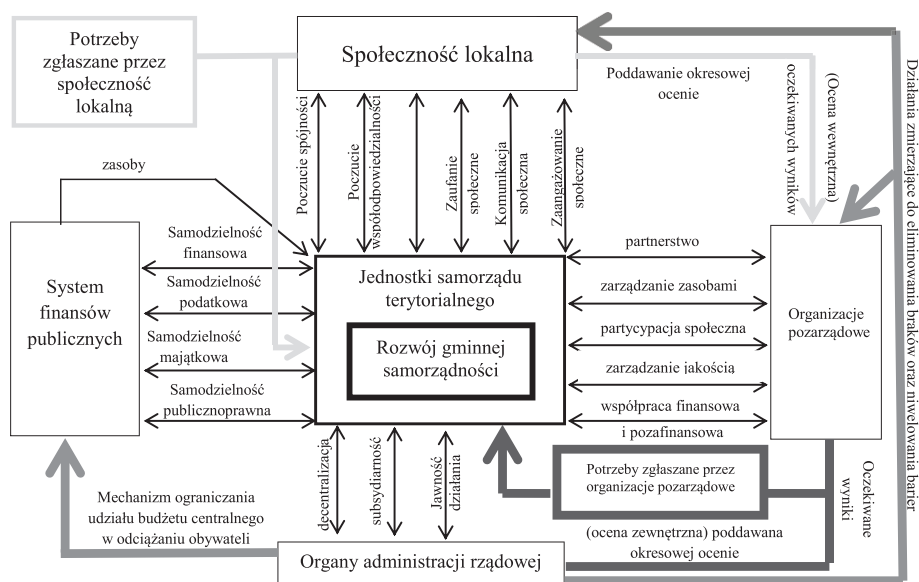 Potrzeby
zgłaszane przez
społeczność
lokalną
Społeczność lokalna
Poddawanie okresowej
ocenie
(Ocena wewnętrzna)
oczekiwanych wyników
Działania zmierzające do eliminowania braków oraz niwelowania barier
zasoby
Poczucie spójności
Poczucie
współodpowiedzialności
Zaufanie
społeczne
Komunikacja
społeczna
Zaangażowanie
społeczne
System
finansów
publicznych
Samodzielność
finansowa
Samodzielność
podatkowa
Samodzielność
majątkowa
Samodzielność
publicznoprawna
Jednostki samorządu
terytorialnego
Rozwój gminnej
samorządności
partnerstwo
zarządzanie zasobami
partycypacja społeczna
zarządzanie jakością
współpraca finansowa
i pozafinansowa
Organizacje
pozarządowe
Mechanizm ograniczania
udziału budżetu centralnego
w odciążaniu obywateli
decentralizacja
subsydiarność
Jawność
działania
Potrzeby zgłaszane przez
organizacje pozarządowe
Oczekiwane
wyniki
(ocena zewnętrzna) poddawana
okresowej ocenie
Organy administracji rządowej